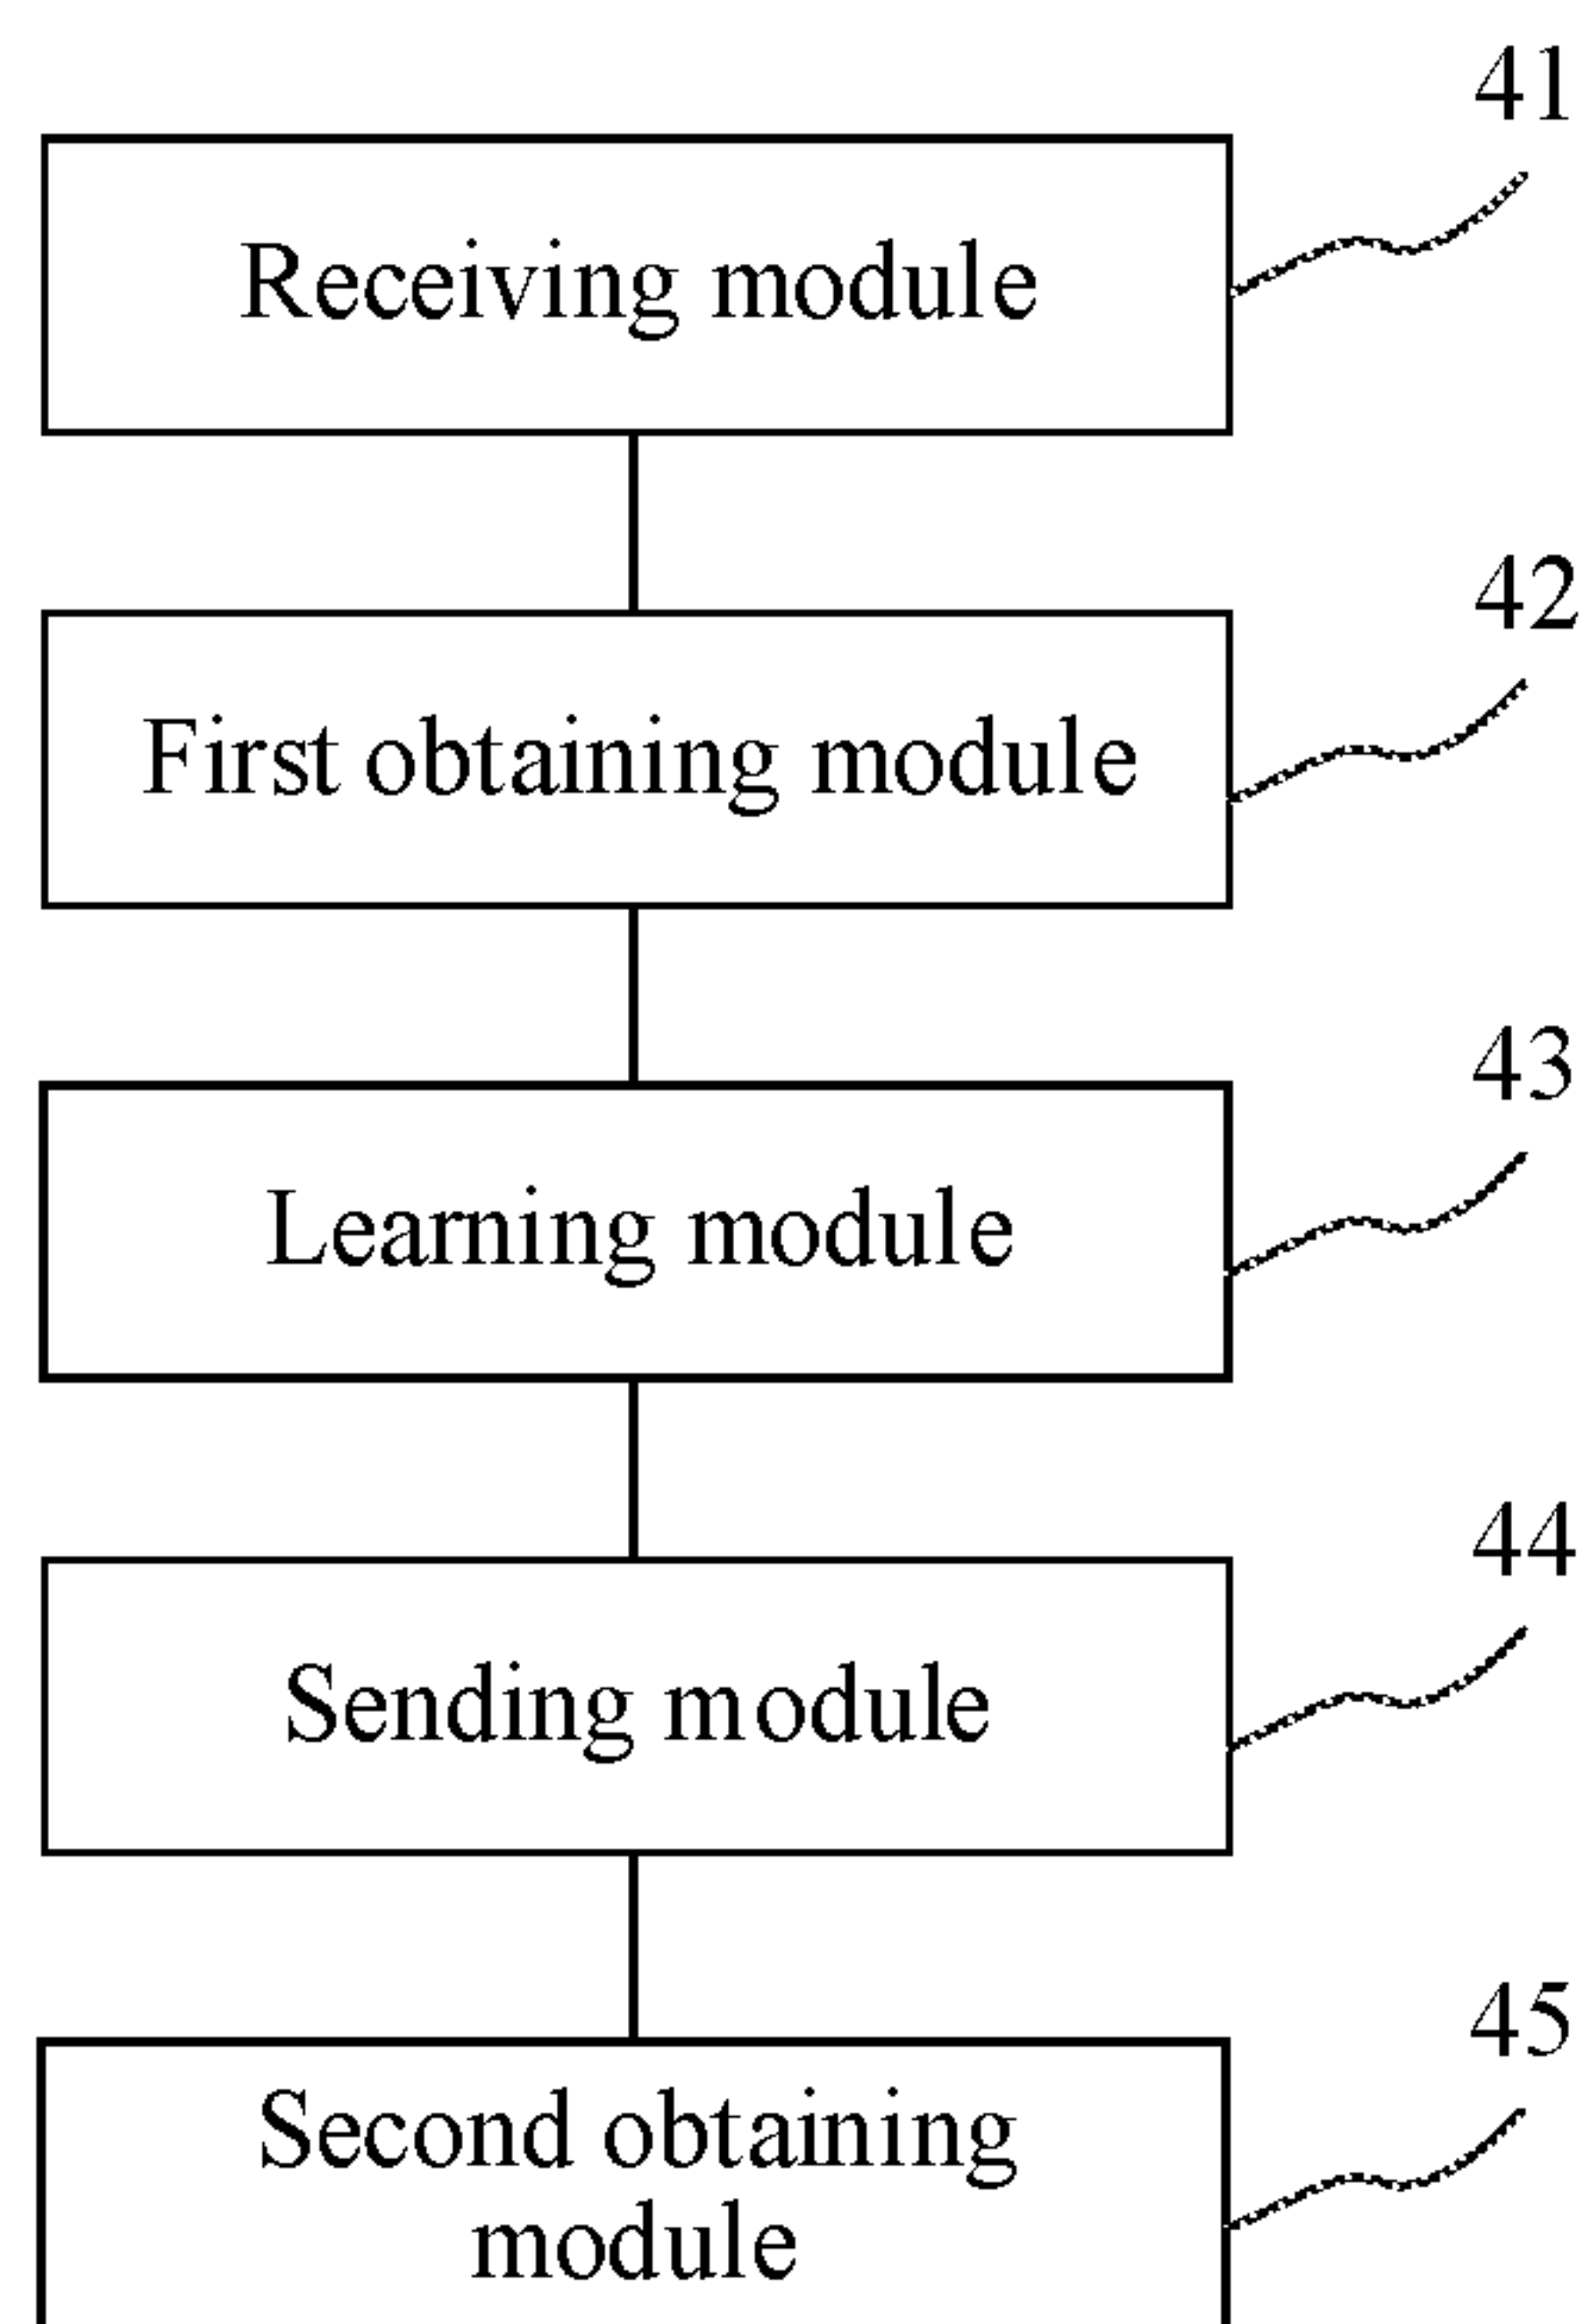 41
Receiving module
42
First obtaining module
43
Learning module
44
Sending module
45
Second obtaining
module